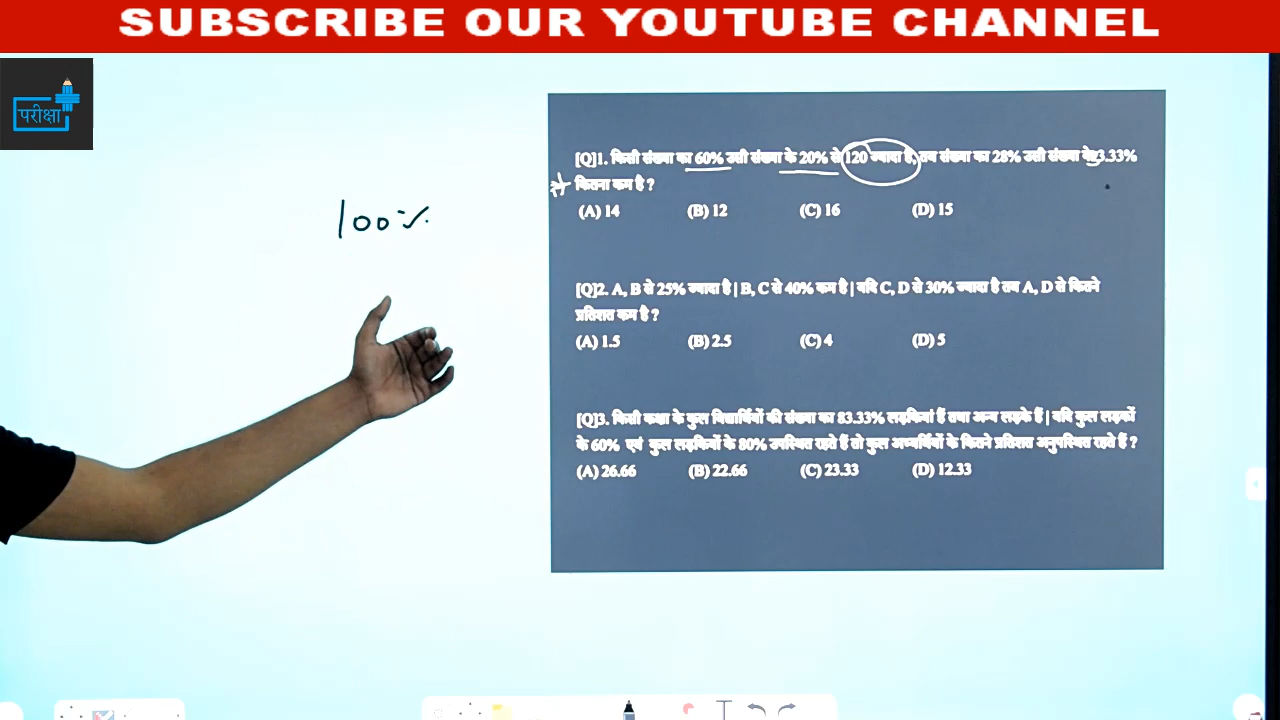 SUBSCRIBE OUR YOUTUBE CHANNEL
परीक्षा
[Q]1. किसी संख्या का 60% उसी संख्या के 20% से 120 ज्यादा है, तब संख्या का 28% उसी संख्या के 3.33%
कितना कम है ?
(A) 14 (B) 12 (C) 16 (D) 15
100%
[Q]2. A, B से 25% ज्यादा है | B, C से 40% कम है | यदि C, D से 30% ज्यादा है तब A, D से कितने
प्रतिशत कम है ?
(A) 1.5 (B) 2.5 (C) 4 (D) 5
[Q]3. किसी कक्षा के कुल विद्यार्थियों की संख्या का 83.33% लड़कियां हैं तथा अन्य लड़के हैं | यदि कुल लड़कों
के 60% एवं कुल लड़कियों के 80% उपस्थित रहते हैं तो कुल अभ्यर्थियों के कितने प्रतिशत अनुपस्थित रहते हैं ?
(A) 26.66 (B) 22.66 (C) 23.33 (D) 12.33